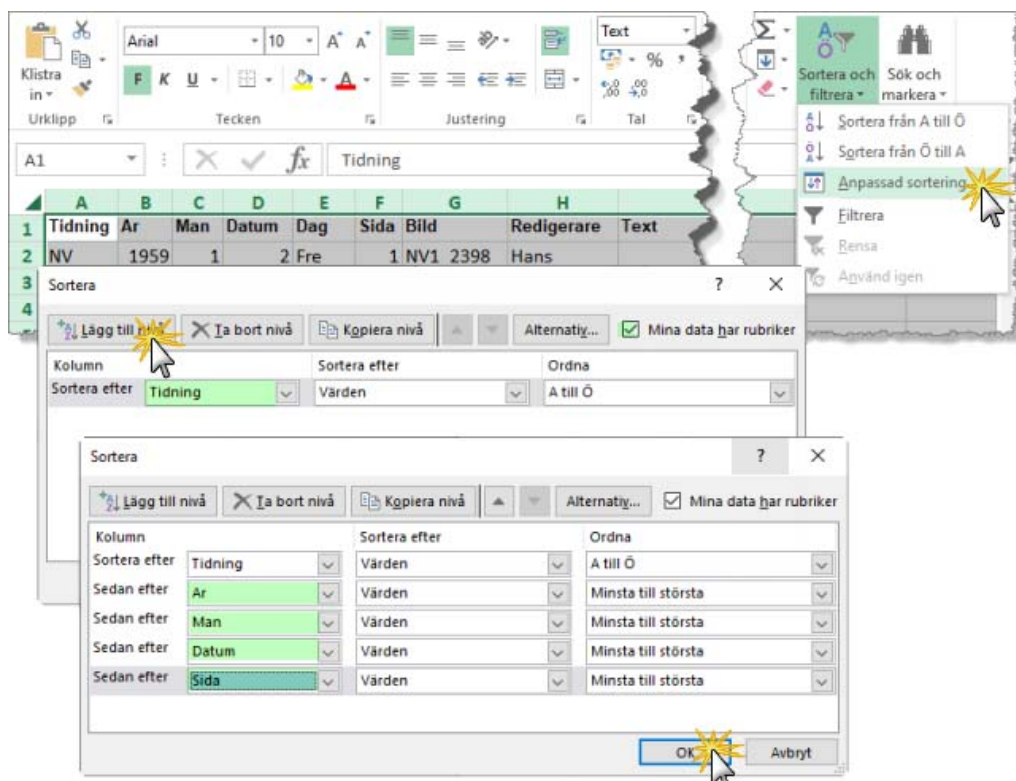 Arial 10 A A Text
Klistra in
F K U A % ,
Urklipp Tecken Justering Tal
Σ
Sortera och filtrera
Sök och markera
Sortera från A till Ö
Sortera från Ö till A
Anpassad sortering
Filtrera
Rensa
Använd igen
A1 fx Tidning
A B C D E F G H
1 Tidning Ar Man Datum Dag Sida Bild Redigerare Text
2 NV 1959 1 2 Fre 1 NV1 2398 Hans
3
4
Sortera ?
Lägg till Ta bort nivå Kopiera nivå Alternativ... Mina data har rubriker
Kolumn Sortera efter Ordna
Sortera efter Tidning Värden A till Ö
Sortera ?
Lägg till nivå Ta bort nivå Kopiera nivå Alternativ... Mina data har rubriker
Kolumn Sortera efter Ordna
Sortera efter Tidning Värden A till Ö
Sedan efter Ar Värden Minsta till största
Sedan efter Man Värden Minsta till största
Sedan efter Datum Värden Minsta till största
Sedan efter Sida Värden Minsta till största
OK Avbryt